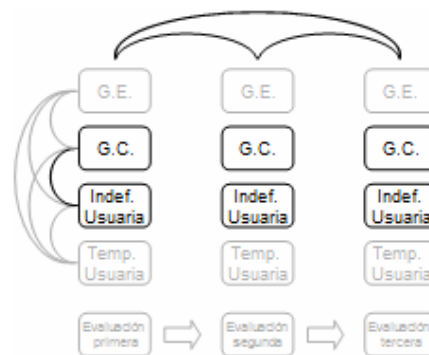 G.E. G.E. G.E.
G.C. G.C. G.C.
Indef. Indef. Indef.
Usuaria Usuaria Usuaria
Temp. Temp. Temp.
Usuaria Usuaria Usuaria
Evaluación Evaluación Evaluación
primera segunda tercera